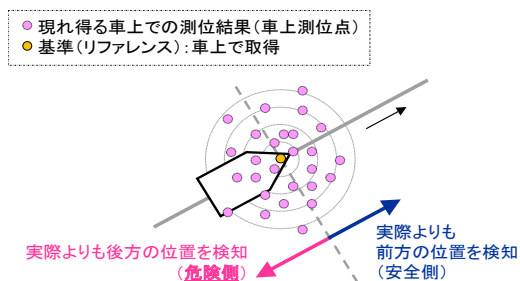 現れ得る車上での測位結果（車上測位点）
基準（リファレンス）：車上で取得
実際よりも後方の位置を検知
（危険側）
実際よりも
前方の位置を検知
（安全側）